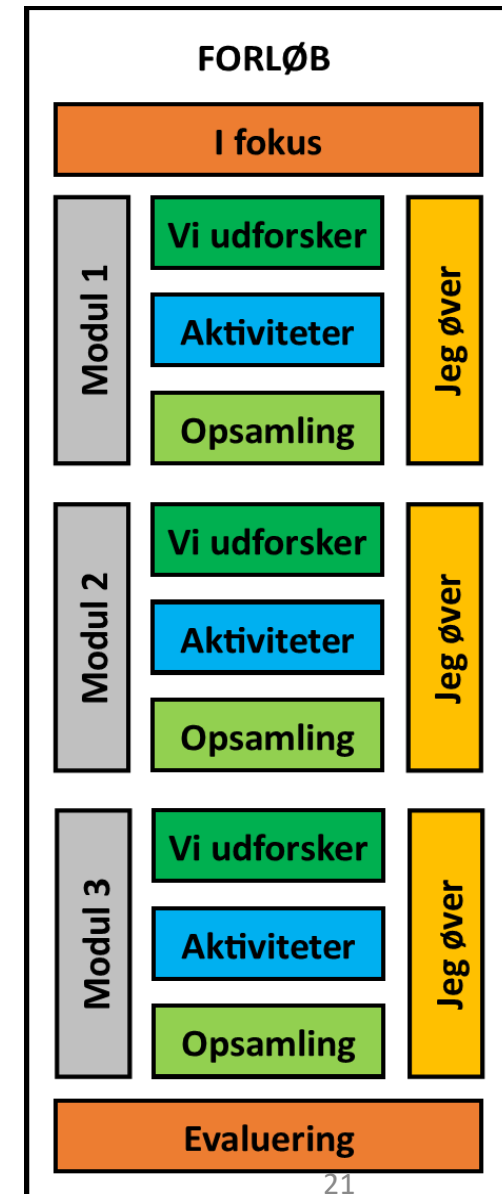 FORLØB
I fokus
Modul 1
Vi udforsker
Aktiviteter
Opsamling
Jeg øver
Modul 2
Vi udforsker
Aktiviteter
Opsamling
Jeg øver
Modul 3
Vi udforsker
Aktiviteter
Opsamling
Jeg øver
Evaluering
21